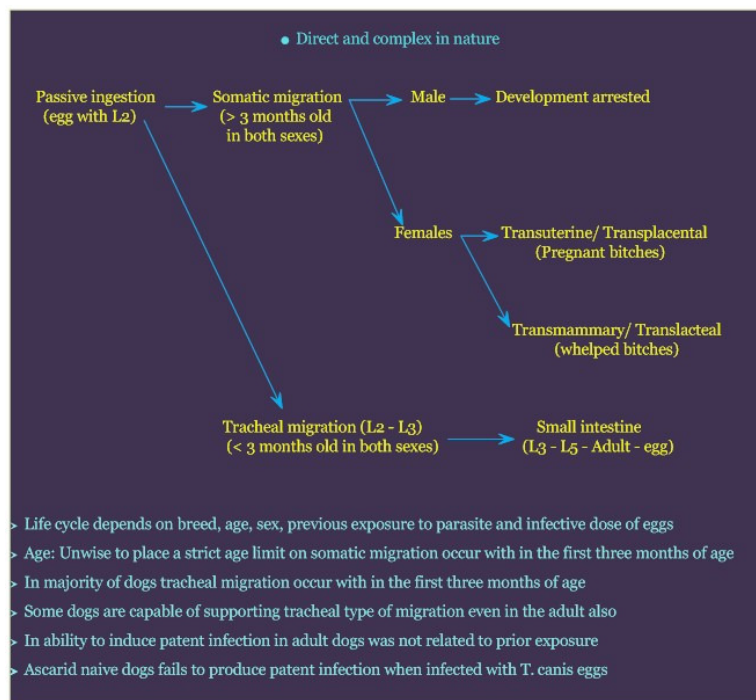 • Direct and complex in nature
Passive ingestion
(egg with L2)
Somatic migration
(> 3 months old
in both sexes)
Male
Development arrested
Females
Transuterine/ Transplacental
(Pregnant bitches)
Transmammary/ Translacteal
(whelped bitches)
Tracheal migration (L2 - L3)
(< 3 months old in both sexes)
Small intestine
(L3 - L5 - Adult - egg)
➢ Life cycle depends on breed, age, sex, previous exposure to parasite and infective dose of eggs
➢ Age: Unwise to place a strict age limit on somatic migration occur with in the first three months of age
➢ In majority of dogs tracheal migration occur with in the first three months of age
➢ Some dogs are capable of supporting tracheal type of migration even in the adult also
➢ In ability to induce patent infection in adult dogs was not related to prior exposure
➢ Ascarid naive dogs fails to produce patent infection when infected with T. canis eggs